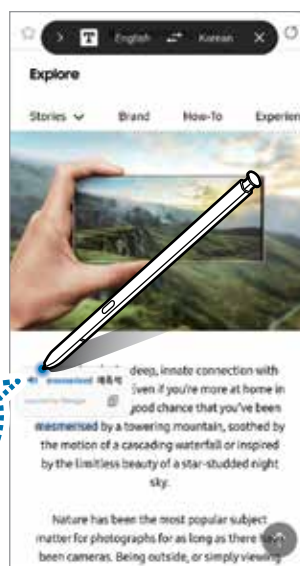 T English Korean
Explore
Stories Brand How-To Experien
deep, innate connection with
Even if you're more at home in
good chance that you've been
mesmerised by a towering mountain, soothed by
the motion of a cascading waterfall or inspired
by the limitless beauty of a star-studded night
sky.
Nature has been the most popular subject
matter for photographs for as long as there have
been cameras. Being outside, or simply viewing